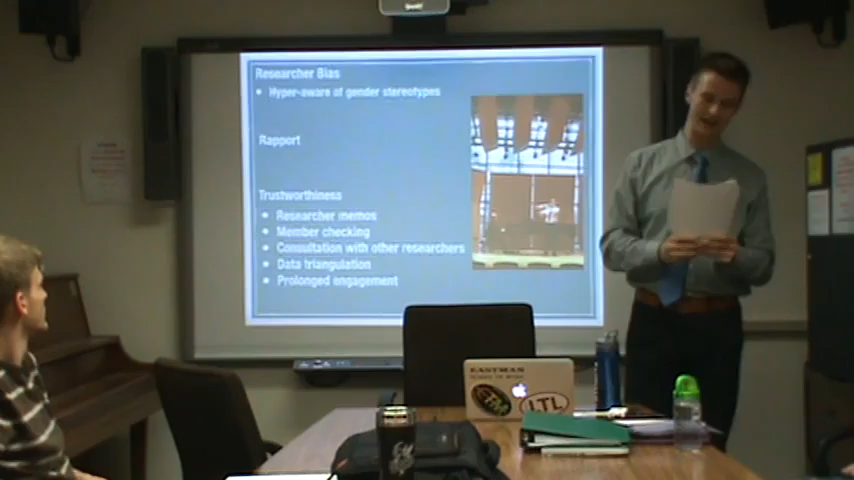 Researcher Bias
• Hyper-aware of gender stereotypes
Rapport
Trustworthiness
• Researcher memos
• Member checking
• Consultation with other researchers
• Data triangulation
• Prolonged engagement
EASTMAN
LTL